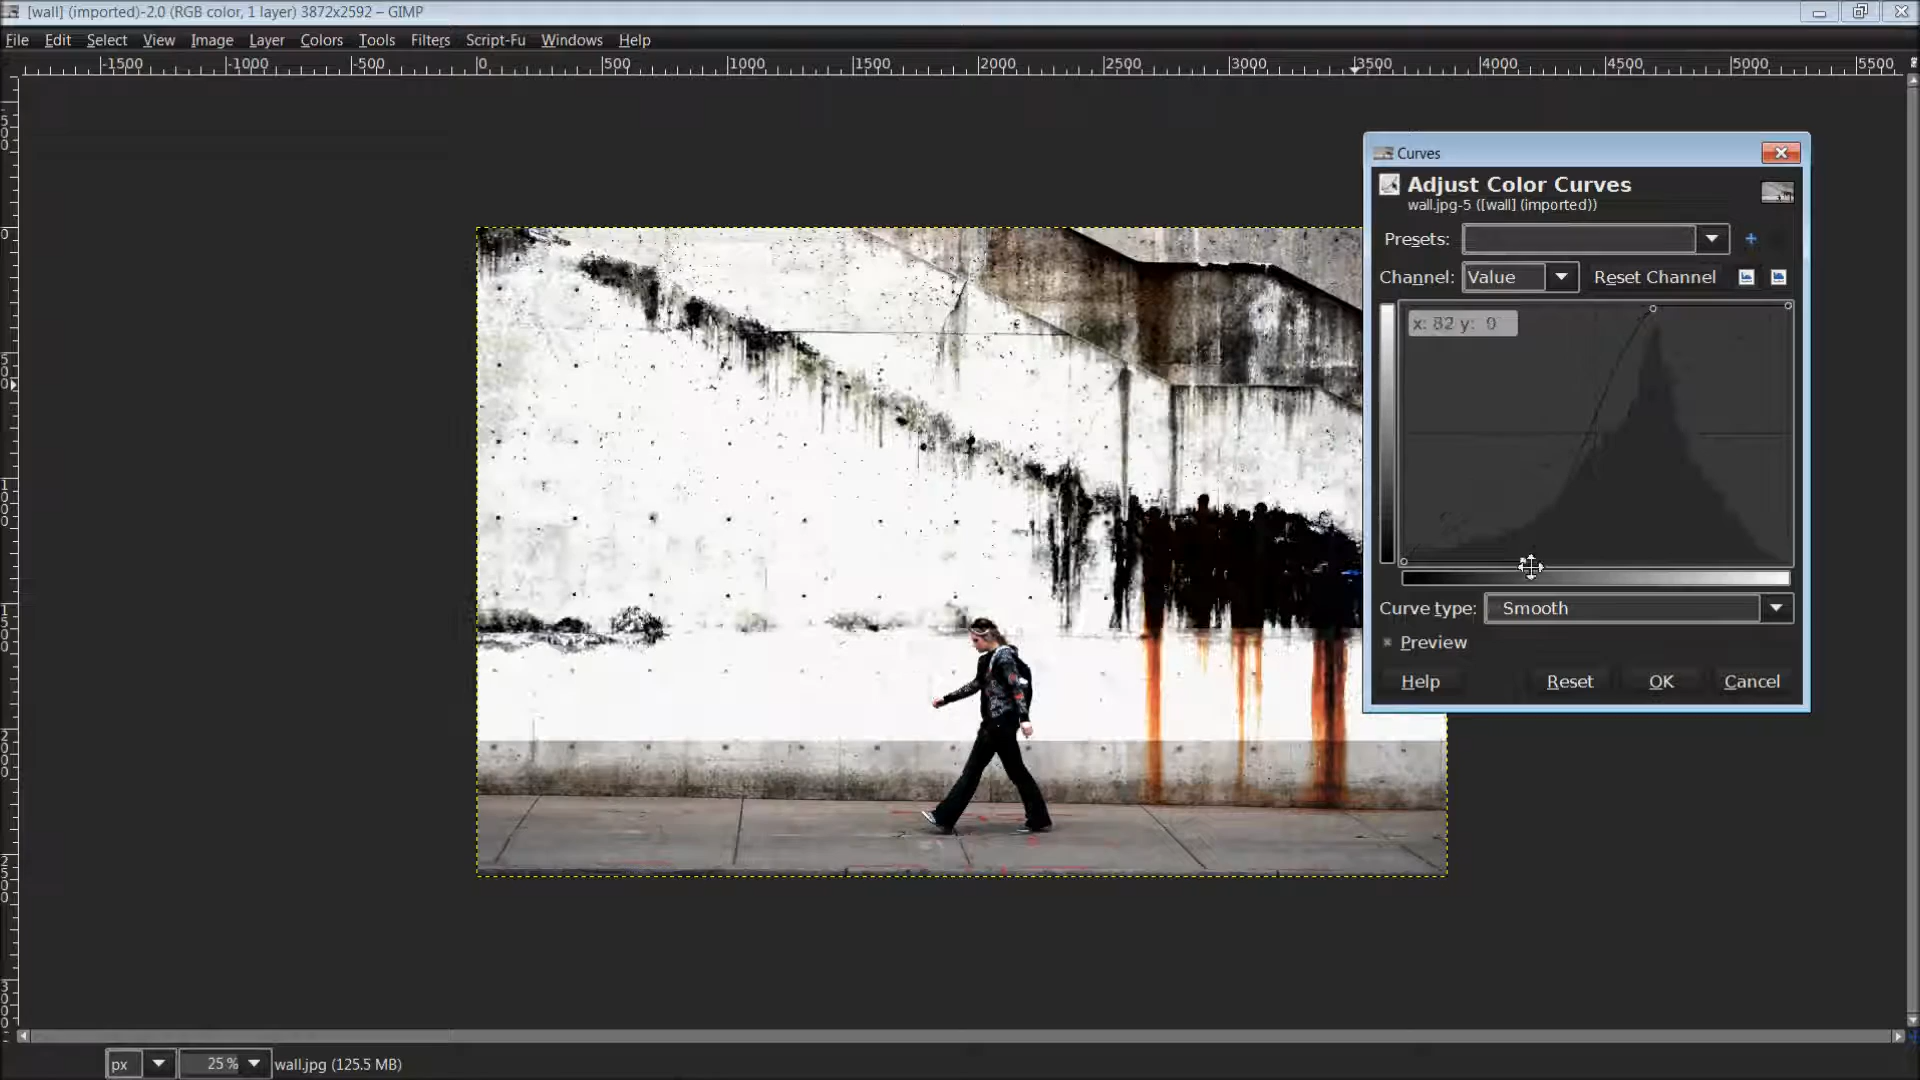 [wall] (imported)-2.0 (RGB color, 1 layer) 3872x2592 – GIMP
File Edit Select View Image Layer Colors Tools Filters Script-Fu Windows Help
-1500 -1000 -500 0 500 1000 1500 2000 2500 3000 3500 4000 4500 5000 5500
Curves
Adjust Color Curves
wall.jpg-5 ([wall] (imported))
Presets:
Channel: Value Reset Channel
x: 82 y: 0
Curve type: Smooth
Preview
Help Reset OK Cancel
px 25 % wall.jpg (125.5 MB)